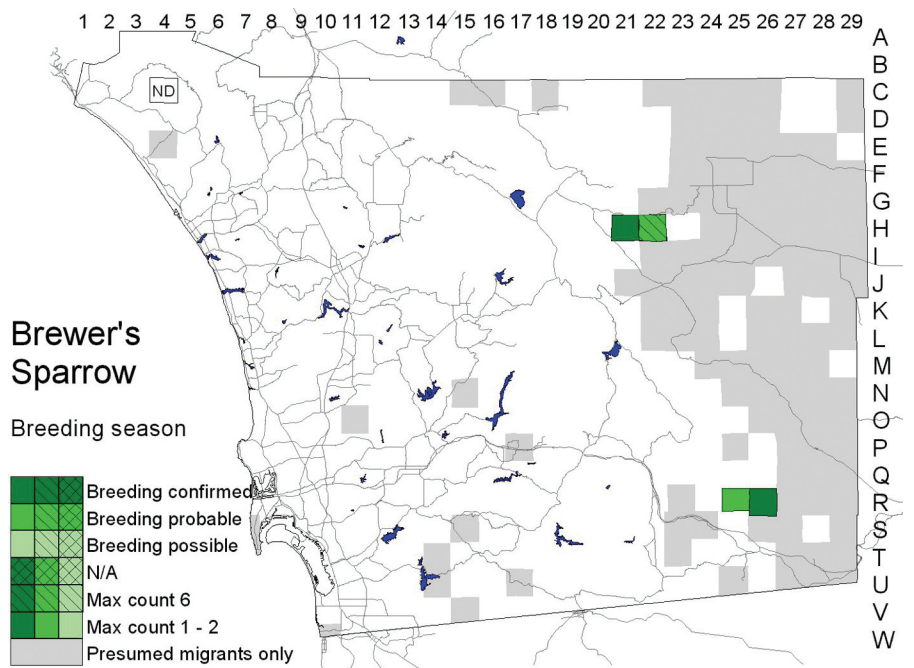 1 2 3 4 5 6 7 8 9 10 11 12 13 14 15 16 17 18 19 20 21 22 23 24 25 26 27 28 29
A
B
C
D
E
F
G
H
I
J
K
L
M
N
O
P
Q
R
S
T
U
V
W
ND
Brewer's
Sparrow
Breeding season
Breeding confirmed
Breeding probable
Breeding possible
N/A
Max count 6
Max count 1 - 2
Presumed migrants only